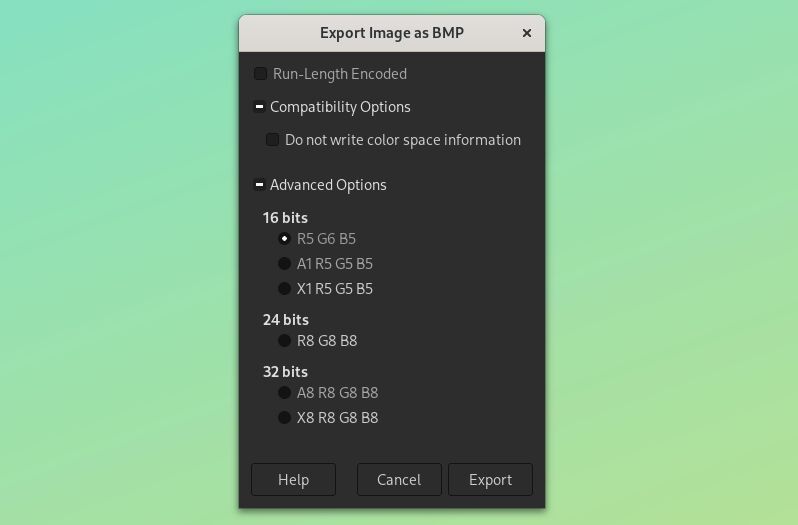 Export Image as BMP
Run-Length Encoded
Compatibility Options
Do not write color space information
Advanced Options
16 bits
R5 G6 B5
A1 R5 G5 B5
X1 R5 G5 B5
24 bits
R8 G8 B8
32 bits
A8 R8 G8 B8
X8 R8 G8 B8
Help Cancel Export